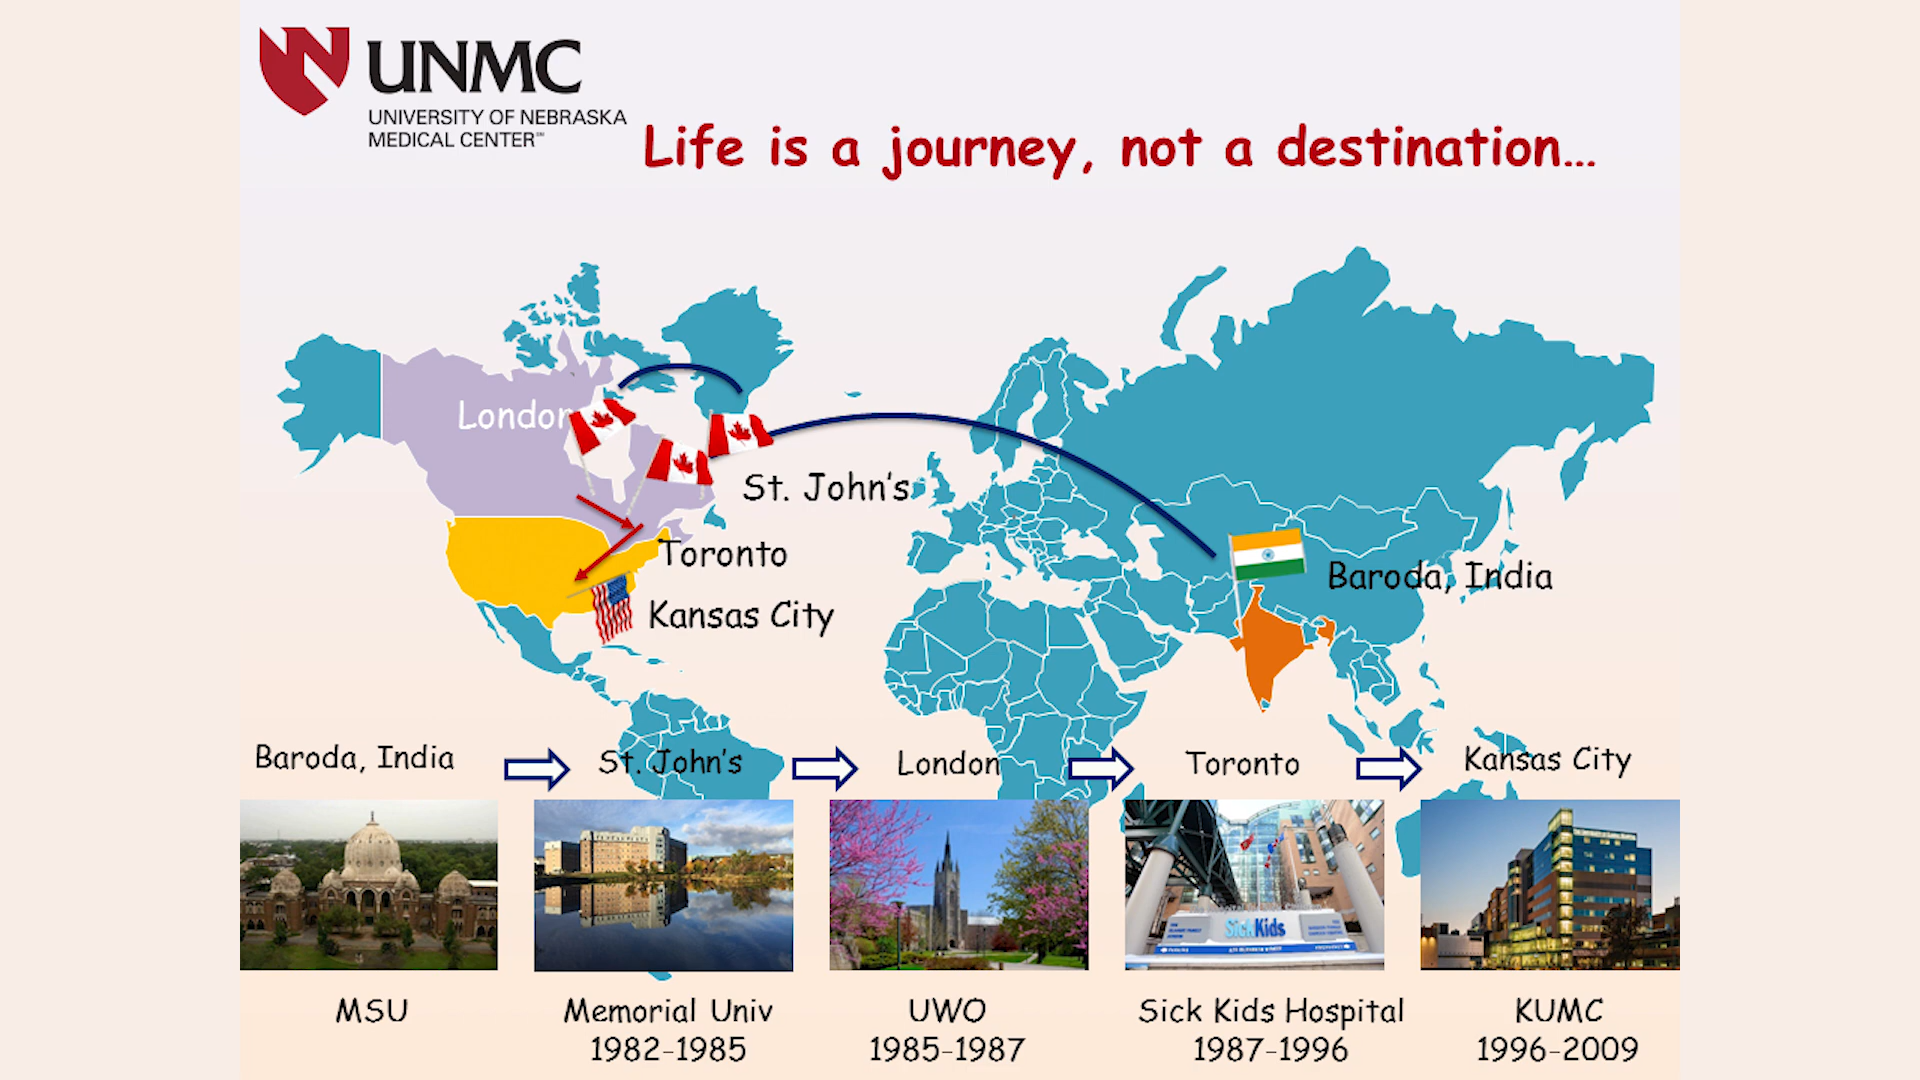 UNMC
UNIVERSITY OF NEBRASKA
MEDICAL CENTER℠
Life is a journey, not a destination...
London
St. John's
Toronto
Kansas City
Baroda, India
Baroda, India
St. John's
London
Toronto
Kansas City
SickKids
MSU
Memorial Univ
1982-1985
UWO
1985-1987
Sick Kids Hospital
1987-1996
KUMC
1996-2009